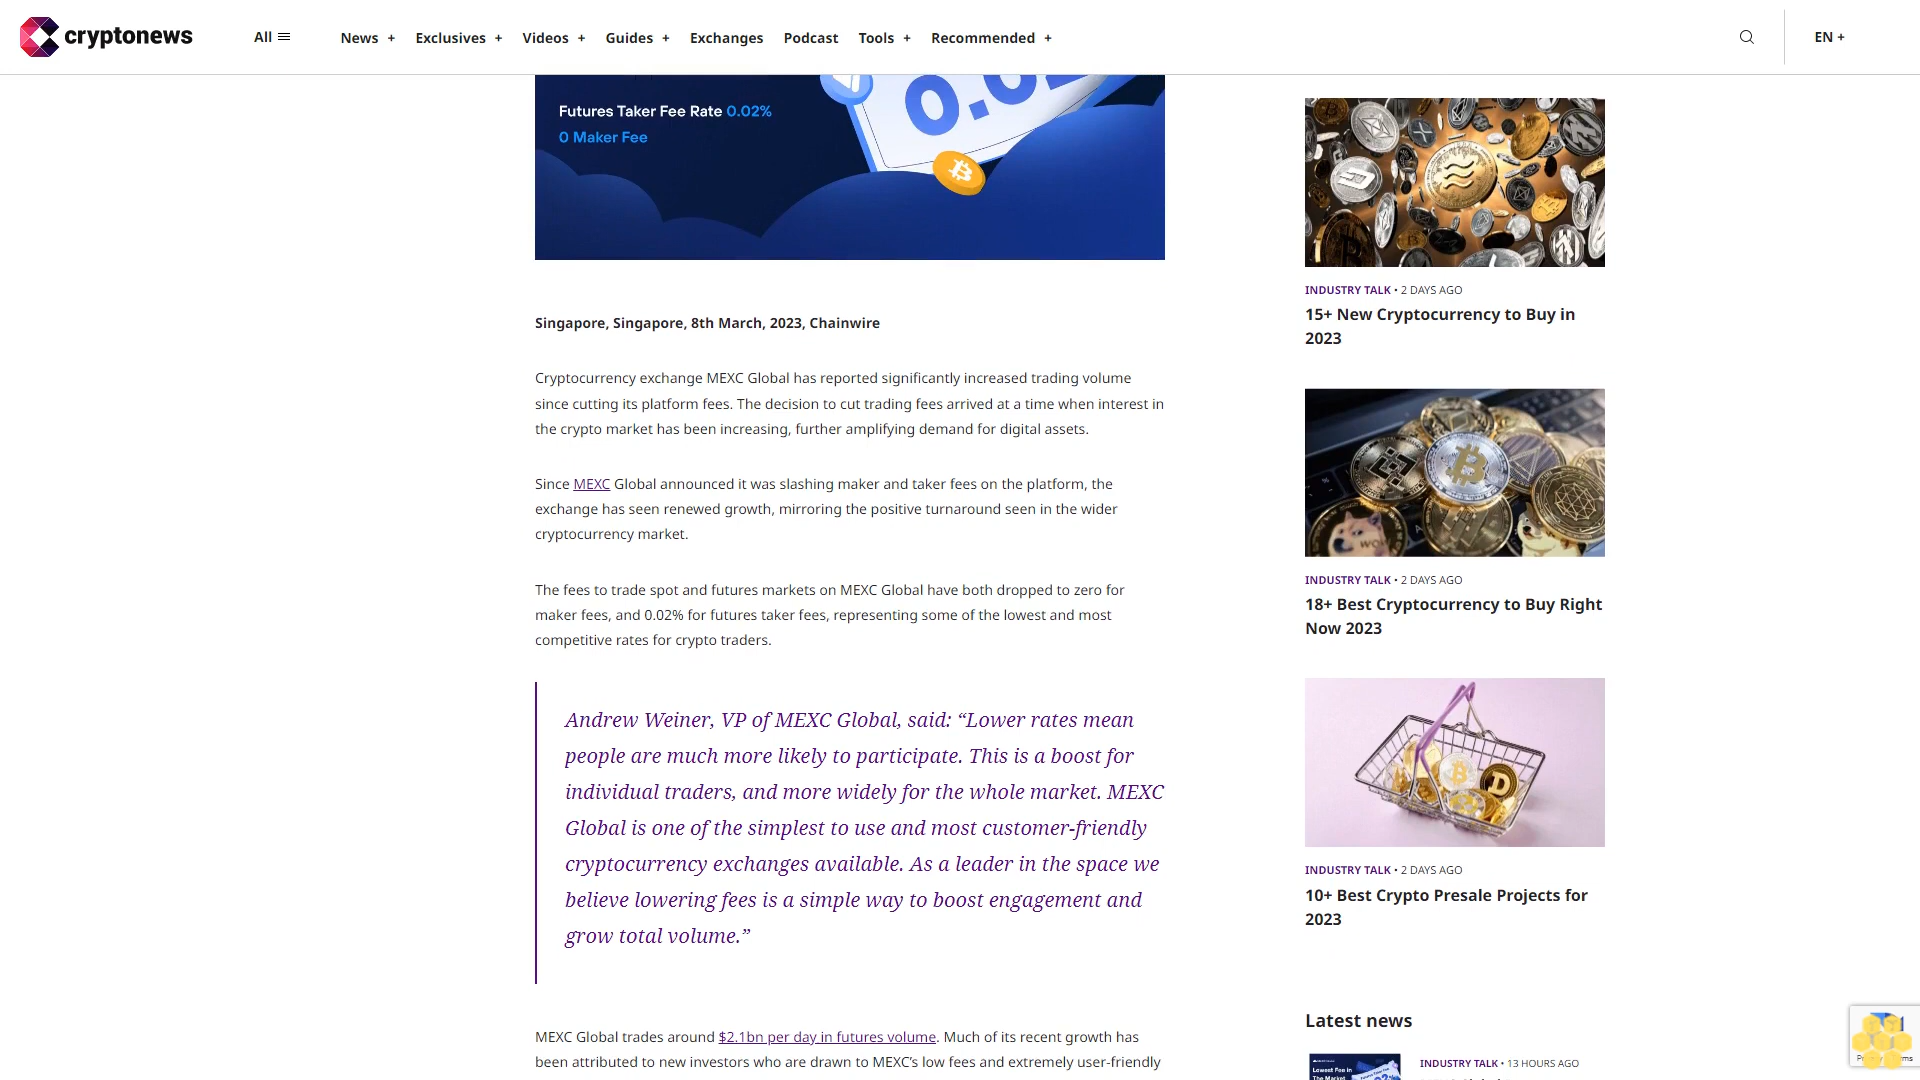 cryptonews
All
News +
Exclusives +
Videos +
Guides +
Exchanges
Podcast
Tools +
Recommended +
EN +
Futures Taker Fee Rate 0.02%
0 Maker Fee
Singapore, Singapore, 8th March, 2023, Chainwire
Cryptocurrency exchange MEXC Global has reported significantly increased trading volume
since cutting its platform fees. The decision to cut trading fees arrived at a time when interest in
the crypto market has been increasing, further amplifying demand for digital assets.
Since MEXC Global announced it was slashing maker and taker fees on the platform, the
exchange has seen renewed growth, mirroring the positive turnaround seen in the wider
cryptocurrency market.
The fees to trade spot and futures markets on MEXC Global have both dropped to zero for
maker fees, and 0.02% for futures taker fees, representing some of the lowest and most
competitive rates for crypto traders.
Andrew Weiner, VP of MEXC Global, said: “Lower rates mean
people are much more likely to participate. This is a boost for
individual traders, and more widely for the whole market. MEXC
Global is one of the simplest to use and most customer-friendly
cryptocurrency exchanges available. As a leader in the space we
believe lowering fees is a simple way to boost engagement and
grow total volume.”
MEXC Global trades around $2.1bn per day in futures volume. Much of its recent growth has
been attributed to new investors who are drawn to MEXC’s low fees and extremely user-friendly
INDUSTRY TALK • 2 DAYS AGO
15+ New Cryptocurrency to Buy in
2023
INDUSTRY TALK • 2 DAYS AGO
18+ Best Cryptocurrency to Buy Right
Now 2023
INDUSTRY TALK • 2 DAYS AGO
10+ Best Crypto Presale Projects for
2023
Latest news
Lowest Fee in
The Market
INDUSTRY TALK • 13 HOURS AGO